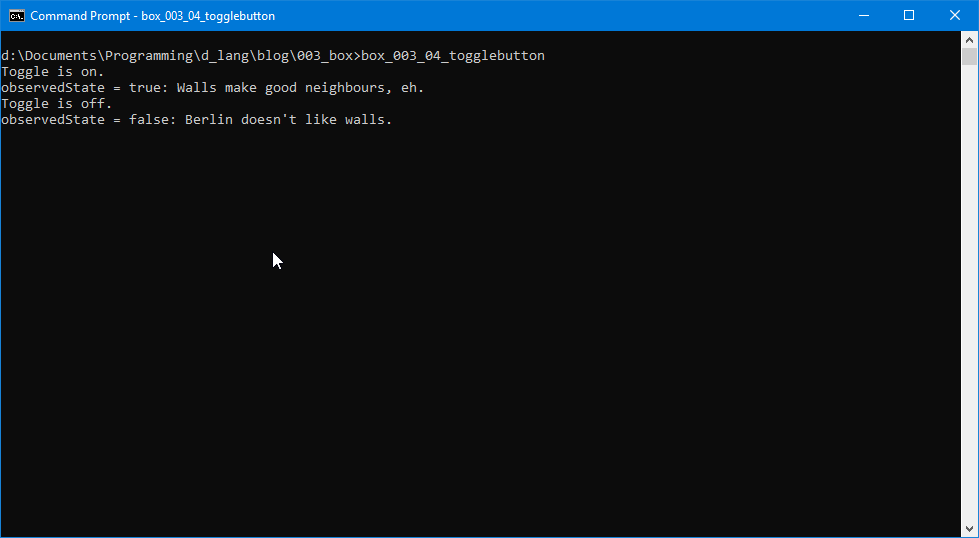 Command Prompt - box_003_04_togglebutton
d:\Documents\Programming\d_lang\blog\003_box>box_003_04_togglebutton
Toggle is on.
observedState = true: Walls make good neighbours, eh.
Toggle is off.
observedState = false: Berlin doesn't like walls.